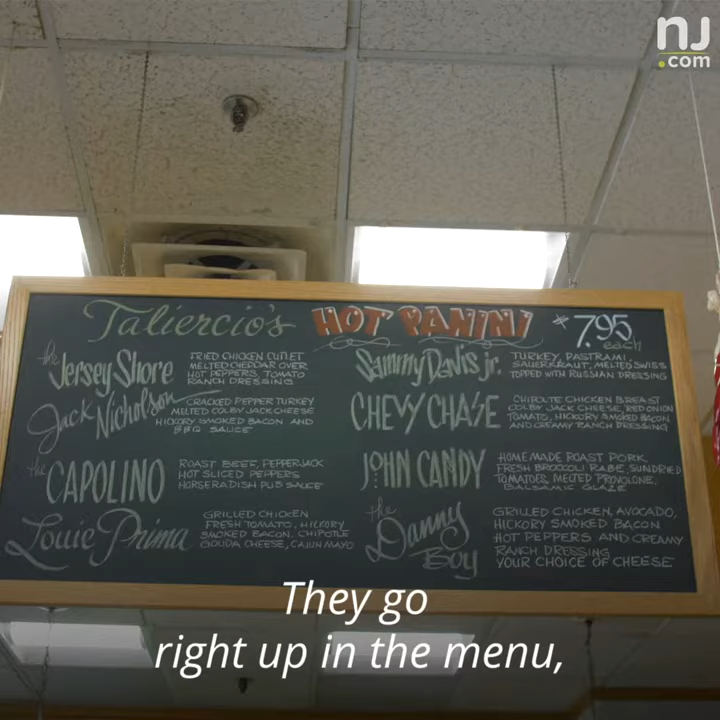 nj
.com
Taliercio's HOT PANINI $7.95
each
the Jersey Shore
FRIED CHICKEN CUTLET
MELTED CHEDDAR OVER
HOT PEPPERS, TOMATO
RANCH DRESSING
Jack Nicholson
CRACKED PEPPER TURKEY
MELTED COLBY JACK CHEESE
HICKORY SMOKED BACON AND
BBQ SAUCE
the CAPOLINO
ROAST BEEF, PEPPERJACK
HOT SLICED PEPPERS
HORSERADISH PUB SAUCE
Louie Prima
GRILLED CHICKEN
FRESH TOMATO, HICKORY
SMOKED BACON, CHIPOTLE
GOUDA CHEESE, CAJUN MAYO
Sammy Davis jr.
TURKEY, PASTRAMI,
SAUERKRAUT, MELTED SWISS
TOPPED WITH RUSSIAN DRESSING
CHEVY CHASE
CHIPOLTE CHICKEN BREAST
COLBY JACK CHEESE, RED ONION
TOMATO, HICKORY SMOKED BACON
AND CREAMY RANCH DRESSING
JOHN CANDY
HOME MADE ROAST PORK
FRESH BROCCOLI RABE, SUNDRIED
TOMATOES, MELTED PROVOLONE,
BALSAMIC GLAZE
the Danny Boy
GRILLED CHICKEN, AVOCADO,
HICKORY SMOKED BACON
HOT PEPPERS AND CREAMY
RANCH DRESSING
YOUR CHOICE OF CHEESE
They go
right up in the menu,